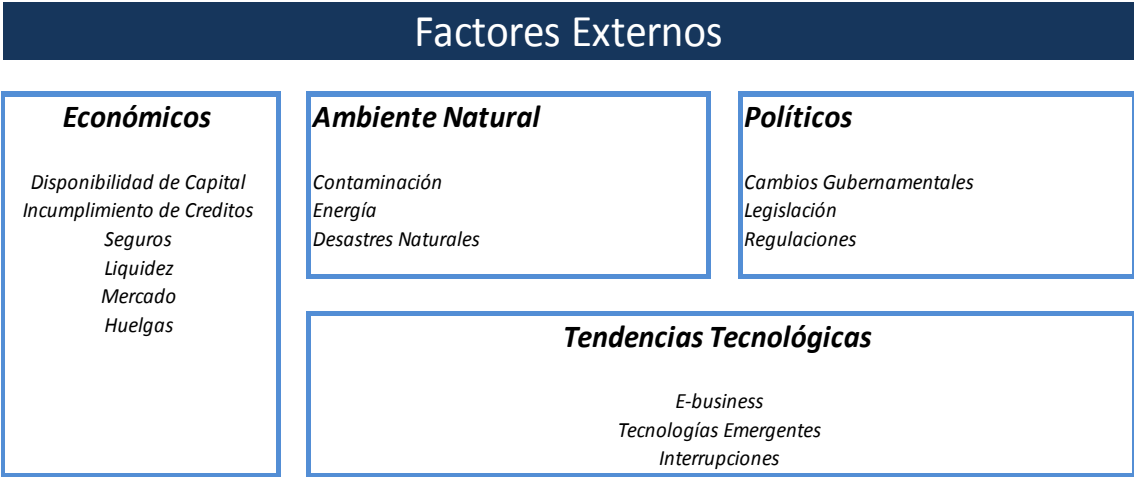 Factores Externos
Económicos
Disponibilidad de Capital
Incumplimiento de Creditos
Seguros
Liquidez
Mercado
Huelgas
Ambiente Natural
Contaminación
Energía
Desastres Naturales
Políticos
Cambios Gubernamentales
Legislación
Regulaciones
Tendencias Tecnológicas
E-business
Tecnologías Emergentes
Interrupciones